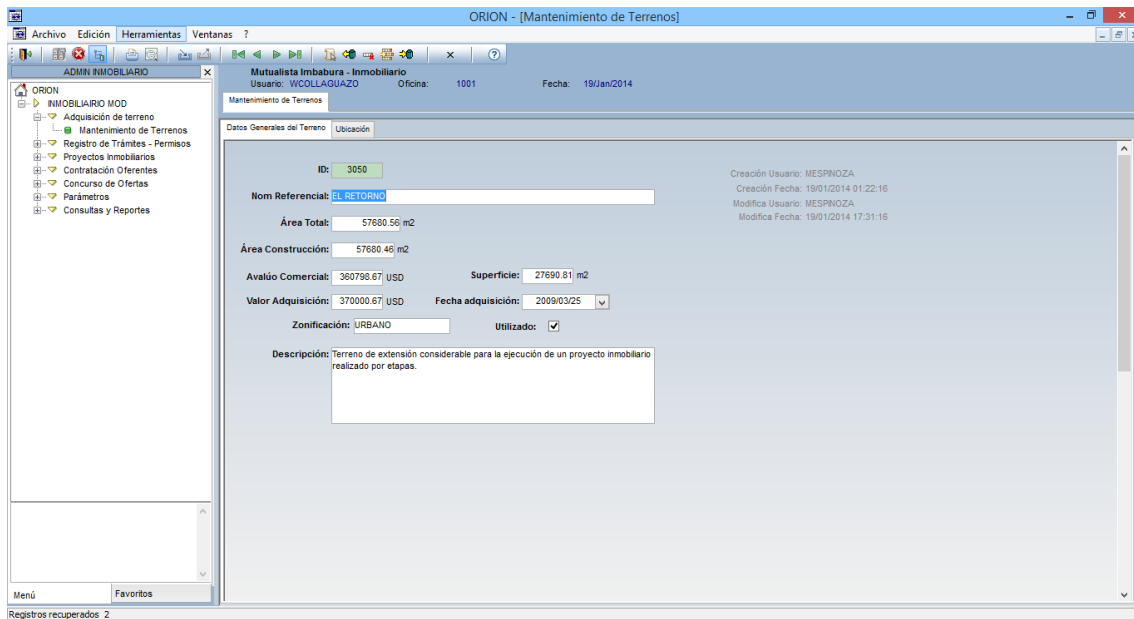 ORION - [Mantenimiento de Terrenos]
Archivo Edición Herramientas Ventanas ?
ADMIN INMOBILIARIO
Mutualista Imbabura - Inmobiliario
Usuario: WCOLLAGUAZO Oficina: 1001 Fecha: 19/Jan/2014
Mantenimiento de Terrenos
ORION
INMOBILIAIRIO MOD
Adquisición de terreno
Mantenimiento de Terrenos
Registro de Trámites - Permisos
Proyectos Inmobiliarios
Contratación Oferentes
Concurso de Ofertas
Parámetros
Consultas y Reportes
Datos Generales del Terreno Ubicación
ID: 3050
Nom Referencial: EL RETORNO
Área Total: 57680.56 m2
Área Construcción: 57680.46 m2
Avalúo Comercial: 360798.67 USD Superficie: 27690.81 m2
Valor Adquisición: 370000.67 USD Fecha adquisición: 2009/03/25
Zonificación: URBANO Utilizado:
Descripción: Terreno de extensión considerable para la ejecución de un proyecto inmobiliario
realizado por etapas.
Creación Usuario: MESPINOZA
Creación Fecha: 19/01/2014 01:22:16
Modifica Usuario: MESPINOZA
Modifica Fecha: 19/01/2014 17:31:16
Menú Favoritos
Registros recuperados 2